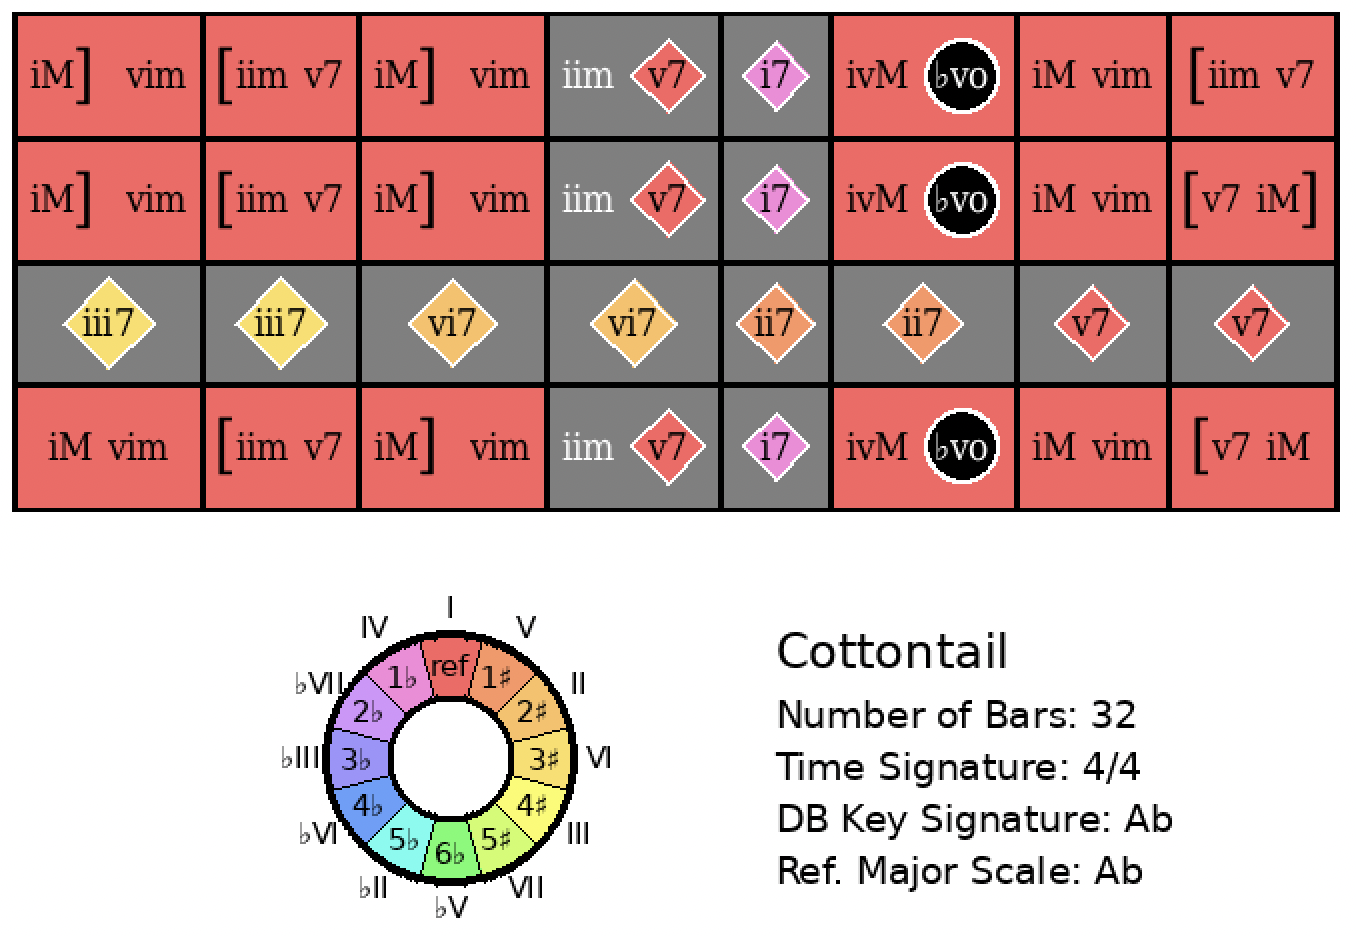 iM] vim [iim v7 iM] vim iim v7 i7 ivM ♭vo iM vim [iim v7
iM] vim [iim v7 iM] vim iim v7 i7 ivM ♭vo iM vim [v7 iM]
iii7 iii7 vi7 vi7 ii7 ii7 v7 v7
iM vim [iim v7 iM] vim iim v7 i7 ivM ♭vo iM vim [v7 iM
I
IV V
ref
1♭ 1♯
♭VII II
2♭ 2♯
♭III 3♭ 3♯ VI
4♭ 4♯
♭VI III
5♭ 5♯
6♭
♭II VII
♭V
Cottontail
Number of Bars: 32
Time Signature: 4/4
DB Key Signature: Ab
Ref. Major Scale: Ab